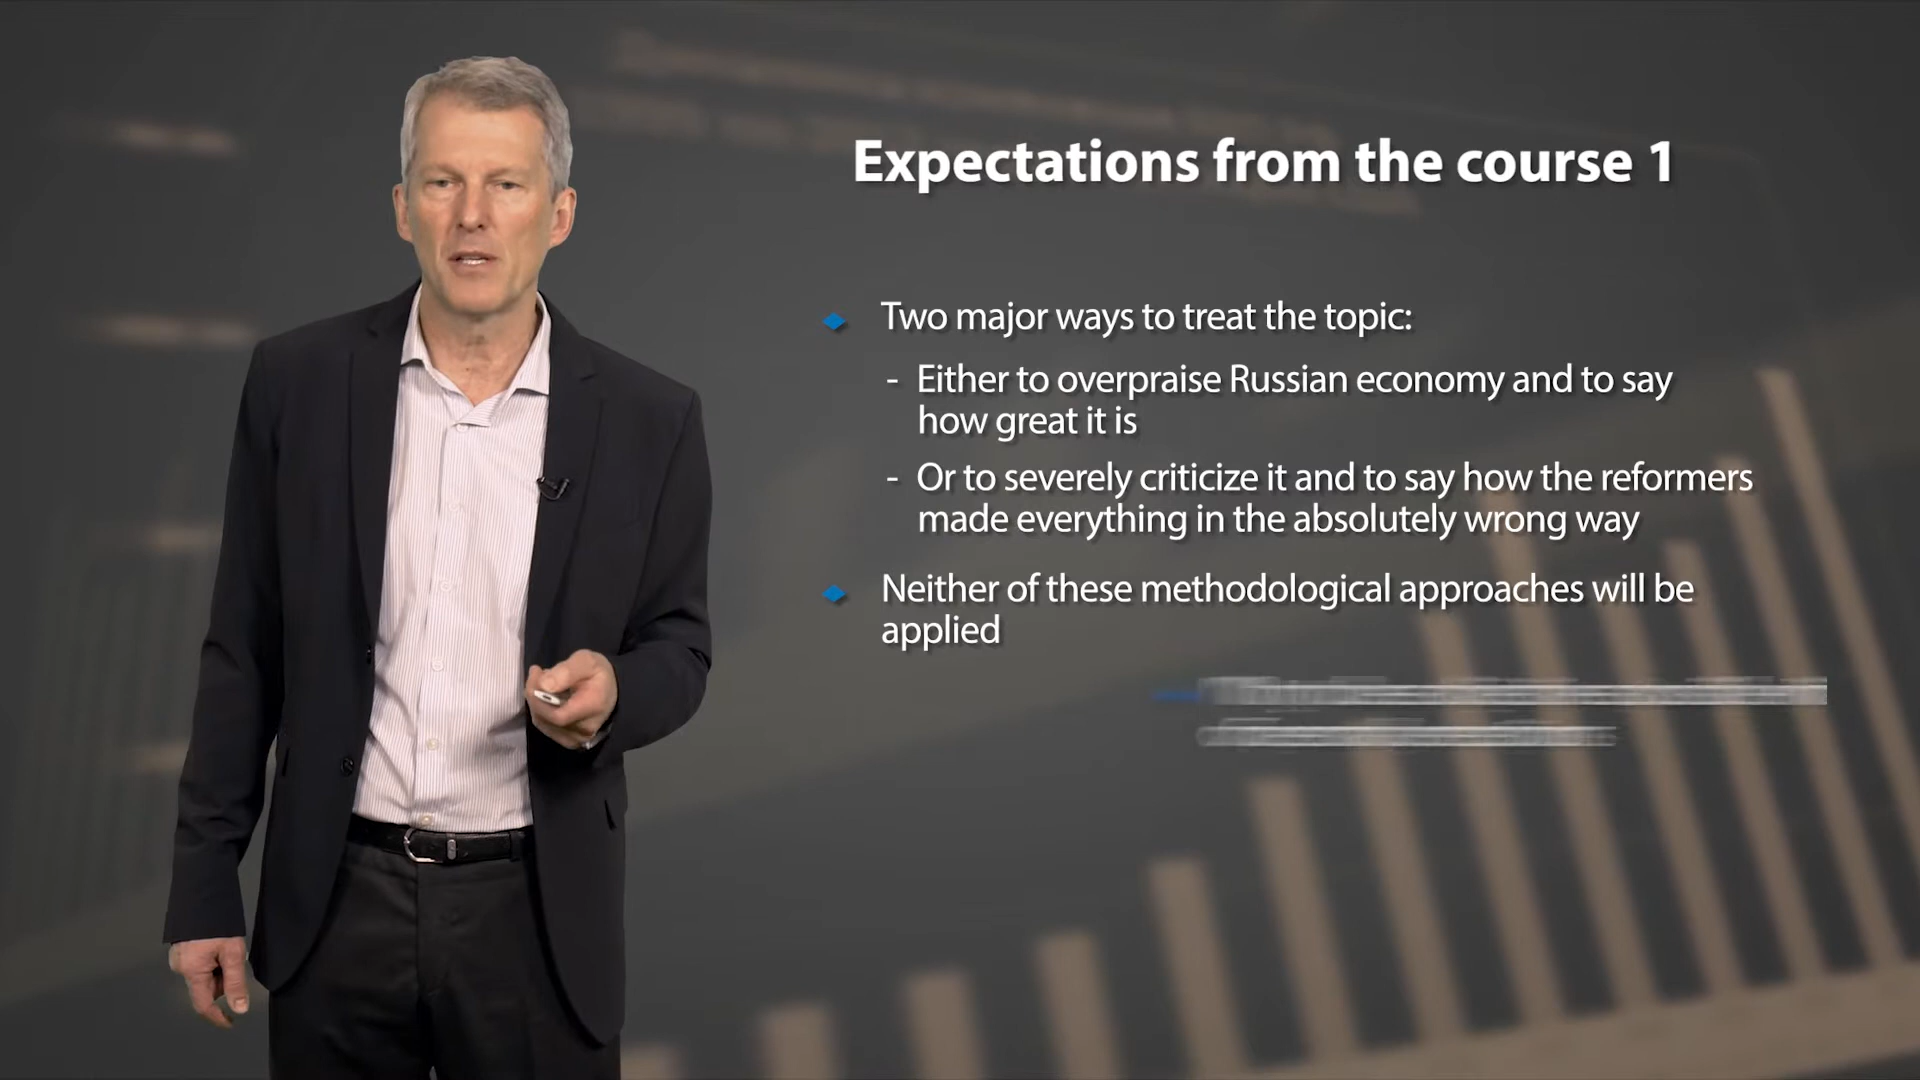 Expectations from the course 1
Two major ways to treat the topic:
- Either to overpraise Russian economy and to say
how great it is
- Or to severely criticize it and to say how the reformers
made everything in the absolutely wrong way
Neither of these methodological approaches will be
applied